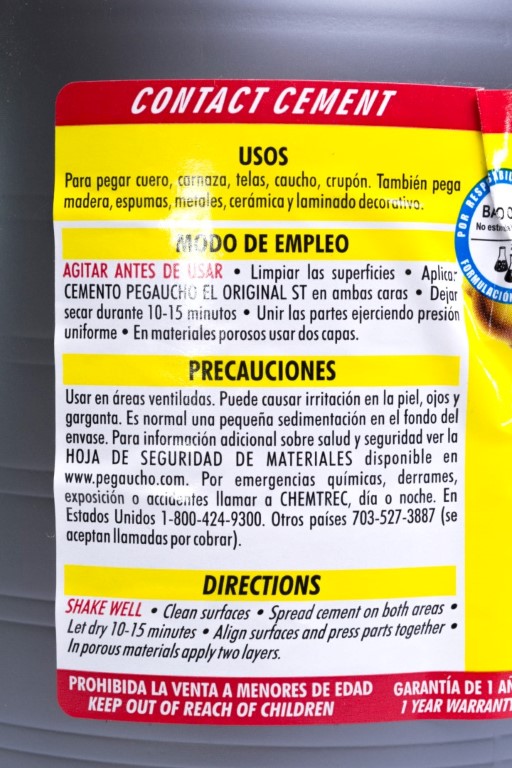 CONTACT CEMENT
USOS
Para pegar cuero, carnaza, telas, caucho, crupón. También pega
madera, espumas, metales, cerámica y laminado decorativo.
MODO DE EMPLEO
AGITAR ANTES DE USAR • Limpiar las superficies • Aplicar
CEMENTO PEGAUCHO EL ORIGINAL ST en ambas caras • Dejar
secar durante 10-15 minutos • Unir las partes ejerciendo presión
uniforme • En materiales porosos usar dos capas.
PRECAUCIONES
Usar en áreas ventiladas. Puede causar irritación en la piel, ojos y
garganta. Es normal una pequeña sedimentación en el fondo del
envase. Para información adicional sobre salud y seguridad ver la
HOJA DE SEGURIDAD DE MATERIALES disponible en
www.pegaucho.com. Por emergencias químicas, derrames,
exposición o accidentes llamar a CHEMTREC, día o noche. En
Estados Unidos 1-800-424-9300. Otros países 703-527-3887 (se
aceptan llamadas por cobrar).
DIRECTIONS
SHAKE WELL • Clean surfaces • Spread cement on both areas •
Let dry 10-15 minutes • Align surfaces and press parts together •
In porous materials apply two layers.
PROHIBIDA LA VENTA A MENORES DE EDAD
KEEP OUT OF REACH OF CHILDREN
GARANTÍA DE 1 AÑ
1 YEAR WARRANT
POR
No